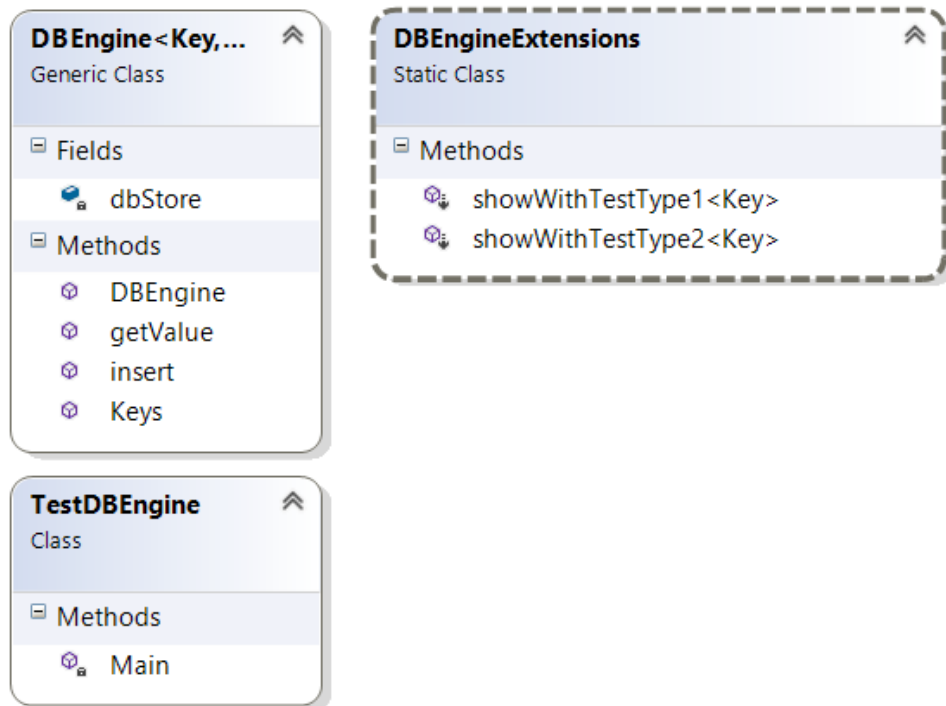 DBEngine<Key,...
Generic Class
Fields
dbStore
Methods
DBEngine
getValue
insert
Keys
DBEngineExtensions
Static Class
Methods
showWithTestType1<Key>
showWithTestType2<Key>
TestDBEngine
Class
Methods
Main